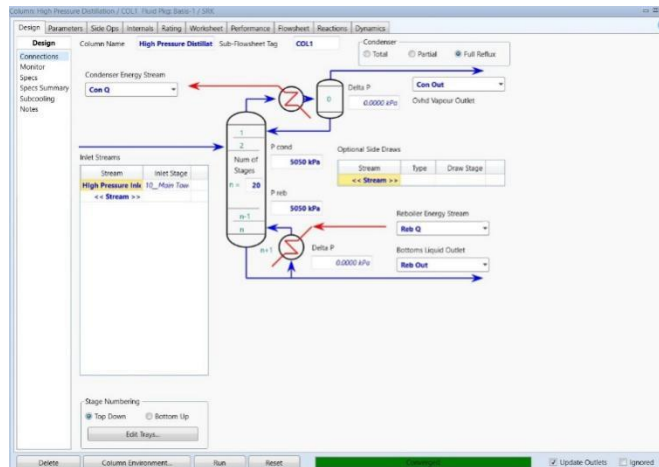 Column: High Pressure Distillation / COL1 Fluid Pkg: Basis-1 / SRK
Design Parameters Side Ops Internals Rating Worksheet Performance Flowsheet Reactions Dynamics
Design
Connections
Monitor
Specs
Specs Summary
Subcooling
Notes
Column Name High Pressure Distillat Sub-Flowsheet Tag COL1
Condenser
Total Partial Full Reflux
Condenser Energy Stream
Con Q
0
Delta P
0.0000 kPa
Con Out
Ovhd Vapour Outlet
1
2
Num of
Stages
n = 20
n-1
n
n+1
P cond
5050 kPa
P reb
5050 kPa
Optional Side Draws
Stream Type Draw Stage
<< Stream >>
Inlet Streams
Stream Inlet Stage
High Pressure Inle 10__Main Tow
<< Stream >>
Reboiler Energy Stream
Reb Q
Delta P
0.0000 kPa
Bottoms Liquid Outlet
Reb Out
Stage Numbering
Top Down Bottom Up
Edit Trays...
Delete Column Environment... Run Reset Converged Update Outlets Ignored